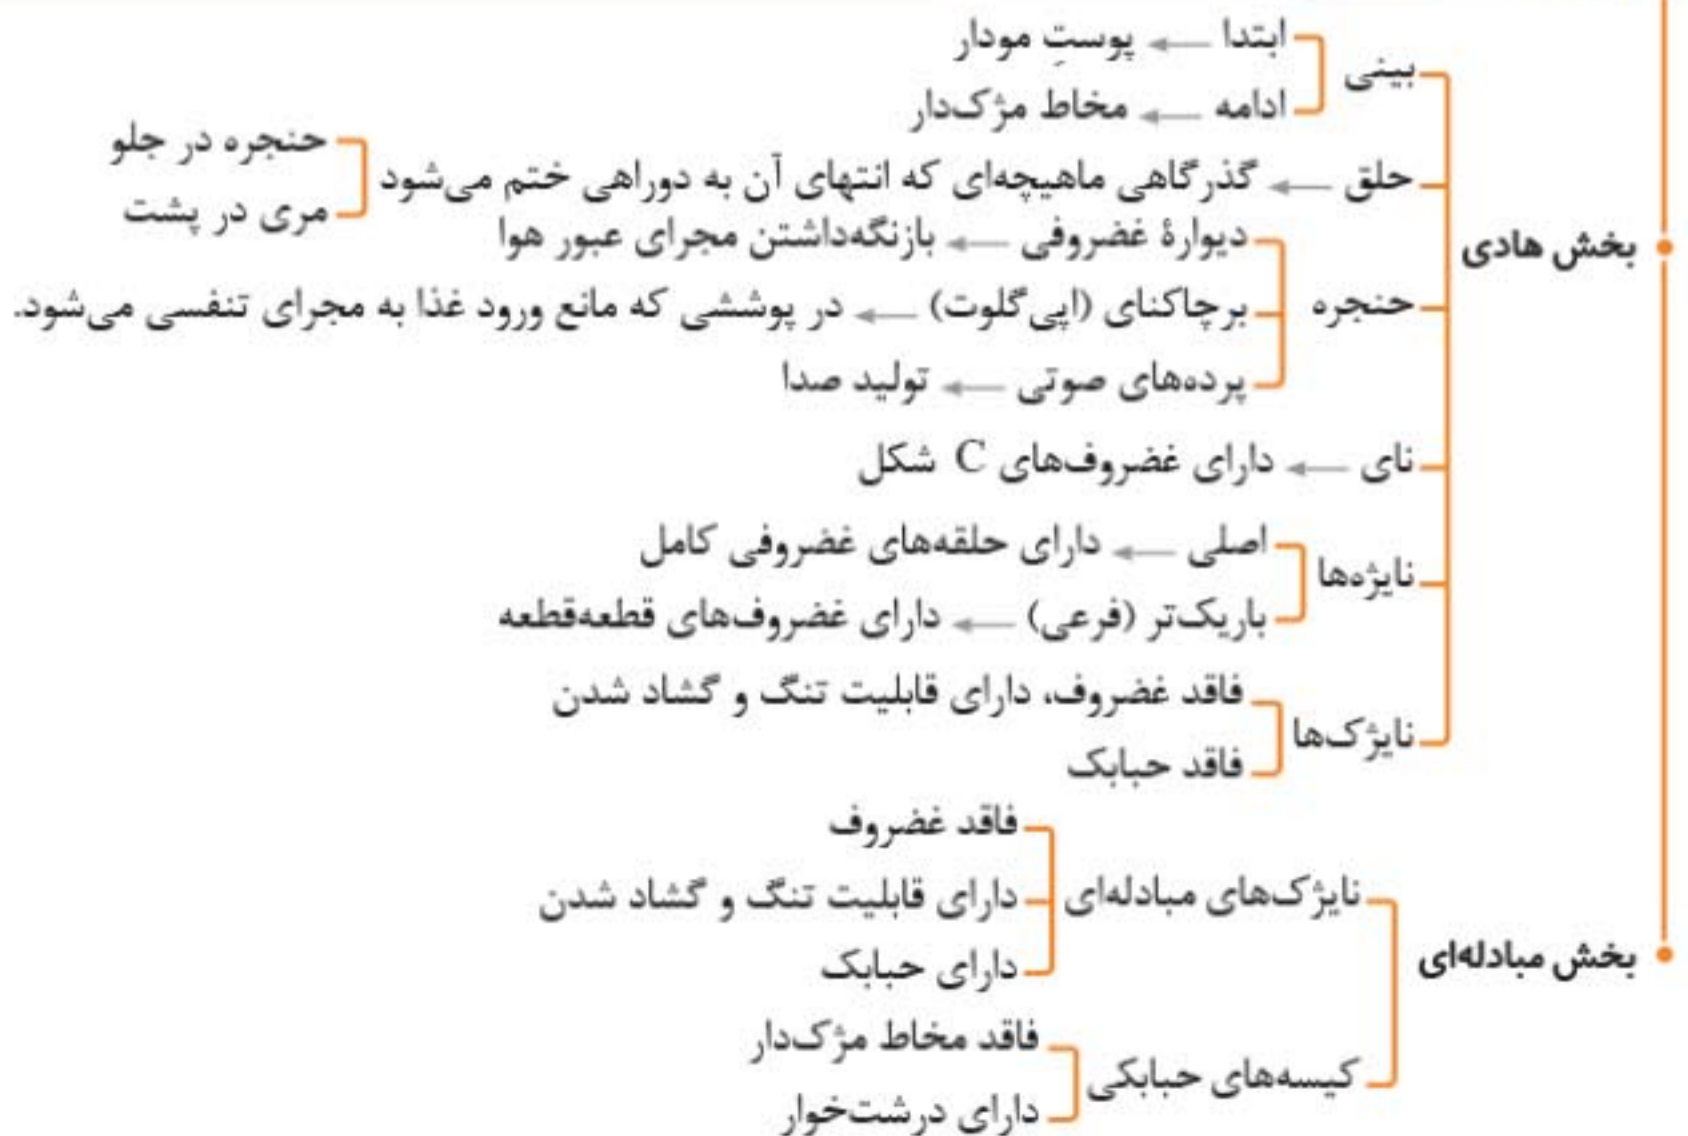 بخش هادی
بینی
ابتدا ← پوستِ مودار
ادامه ← مخاط مژک‌دار
حلق ← گذرگاهی ماهیچه‌ای که انتهای آن به دوراهی ختم می‌شود
حنجره در جلو
مری در پشت
حنجره
دیوارهٔ غضروفی ← بازنگه‌داشتن مجرای عبور هوا
برچاکنای (اپی‌گلوت) ← در پوششی که مانع ورود غذا به مجرای تنفسی می‌شود.
پرده‌های صوتی ← تولید صدا
نای ← دارای غضروف‌های C شکل
نایژه‌ها
اصلی ← دارای حلقه‌های غضروفی کامل
باریک‌تر (فرعی) ← دارای غضروف‌های قطعه‌قطعه
نایژک‌ها
فاقد غضروف، دارای قابلیت تنگ و گشاد شدن
فاقد حبابک
بخش مبادله‌ای
نایژک‌های مبادله‌ای
فاقد غضروف
دارای قابلیت تنگ و گشاد شدن
دارای حبابک
کیسه‌های حبابکی
فاقد مخاط مژک‌دار
دارای درشت‌خوار